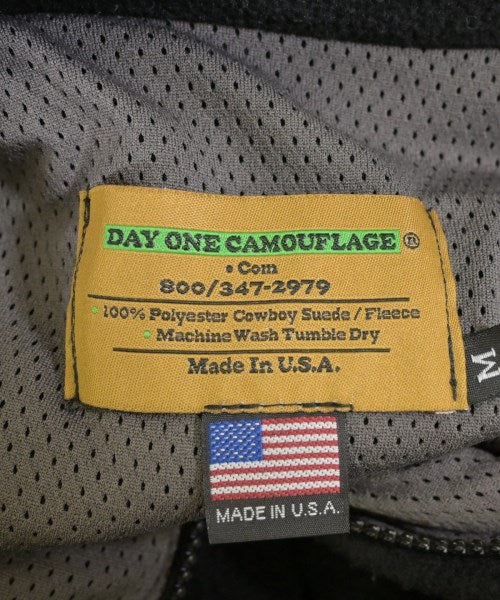 DAY ONE CAMOUFLAGE ®
• Com
800/347-2979
• 100% Polyester Cowboy Suede / Fleece
• Machine Wash Tumble Dry
Made In U.S.A.
M
MADE IN U.S.A.